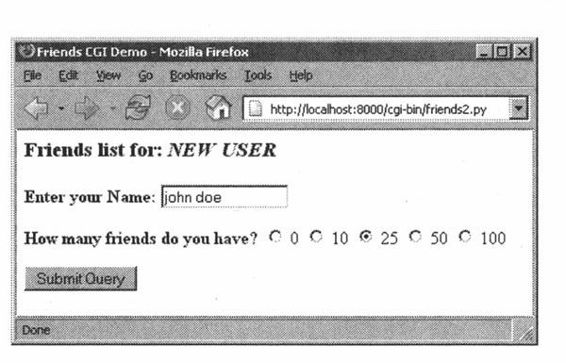 Friends CGI Demo - Mozilla Firefox
File Edit View Go Bookmarks Tools Help
http://localhost:8000/cgi-bin/friends2.py
Friends list for: NEW USER
Enter your Name: john doe
How many friends do you have? 0 10 25 50 100
Submit Query
Done